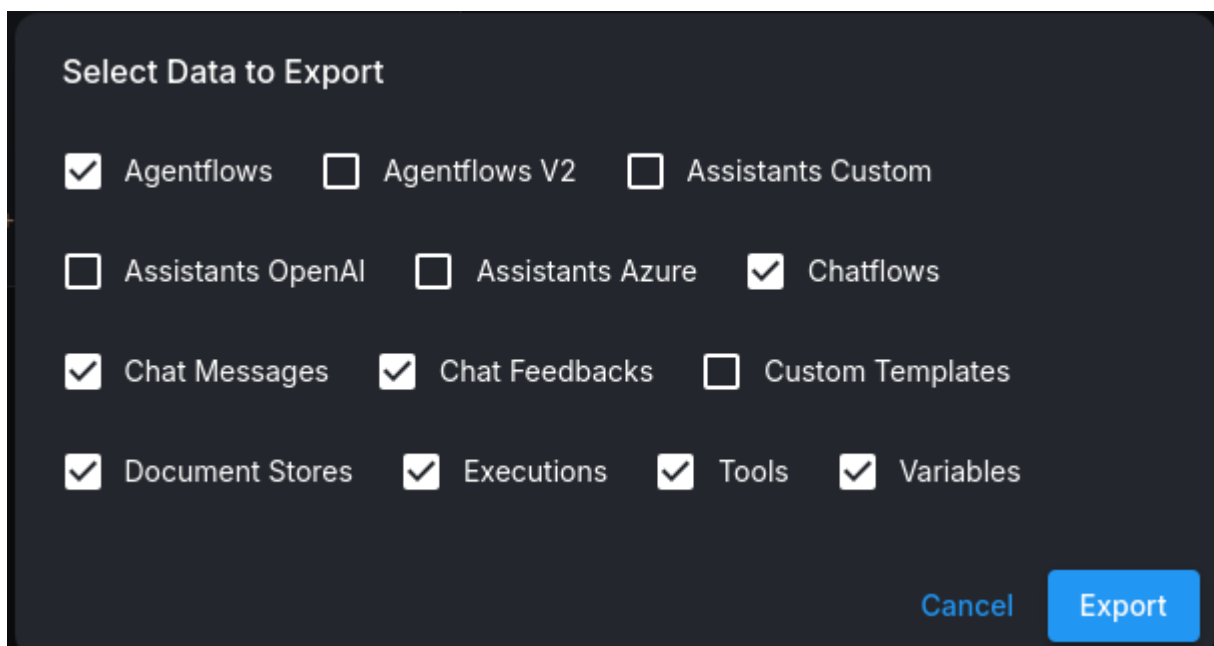 Select Data to Export
Agentflows Agentflows V2 Assistants Custom
Assistants OpenAI Assistants Azure Chatflows
Chat Messages Chat Feedbacks Custom Templates
Document Stores Executions Tools Variables
Cancel Export